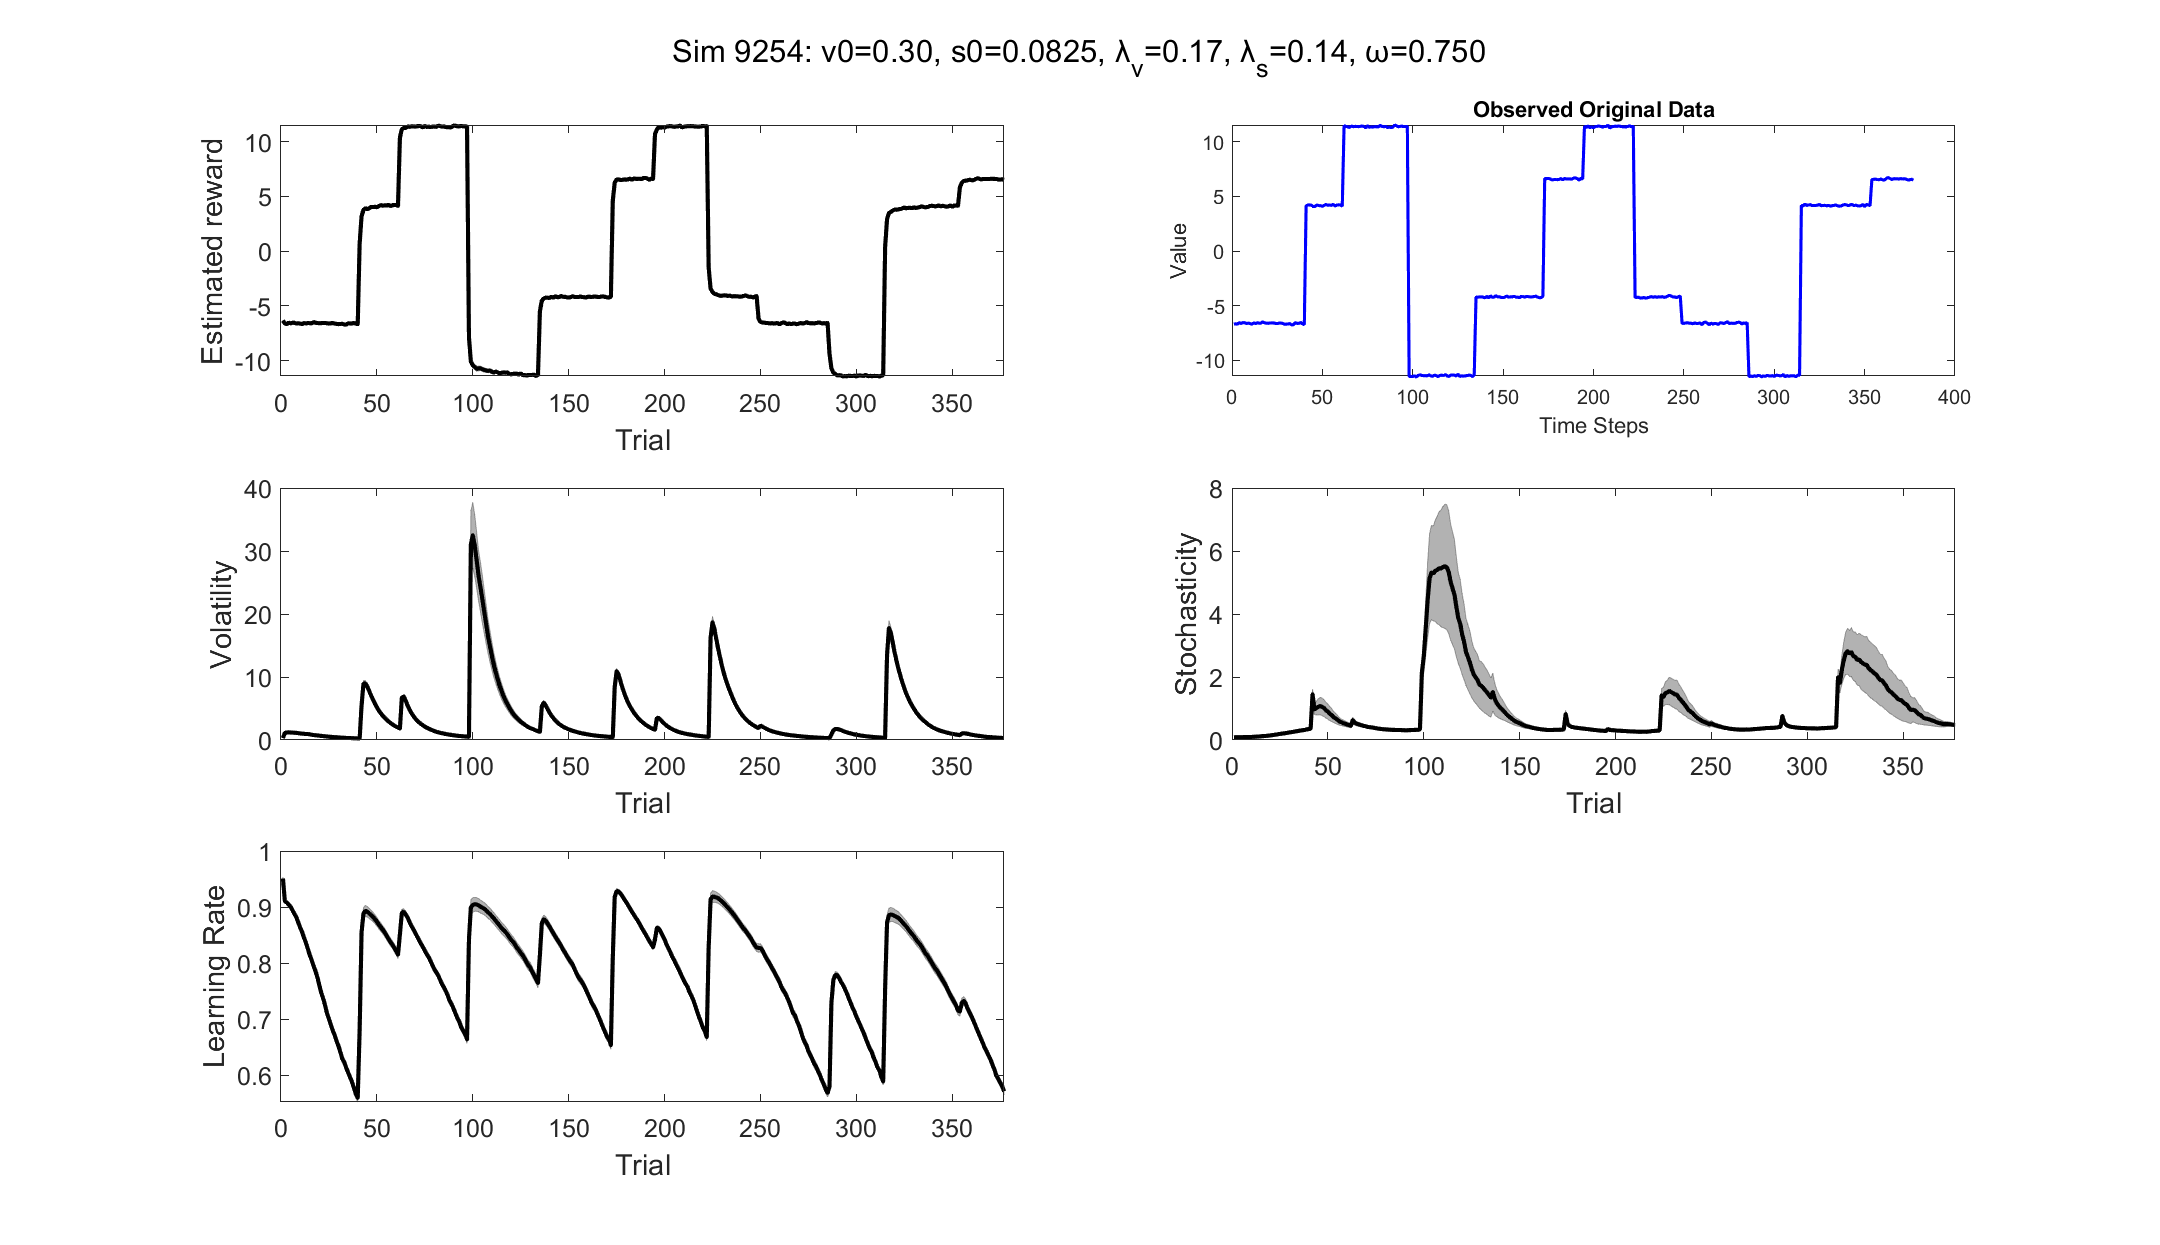 Sim 9254: v0=0.30, s0=0.0825, λ_v=0.17, λ_s=0.14, ω=0.750
Estimated reward
10
5
0
-5
-10
0 50 100 150 200 250 300 350
Trial
Observed Original Data
Value
10
5
0
-5
-10
0 50 100 150 200 250 300 350 400
Time Steps
Volatility
40
30
20
10
0
0 50 100 150 200 250 300 350
Trial
Stochasticity
8
6
4
2
0
0 50 100 150 200 250 300 350
Trial
Learning Rate
1
0.9
0.8
0.7
0.6
0 50 100 150 200 250 300 350
Trial